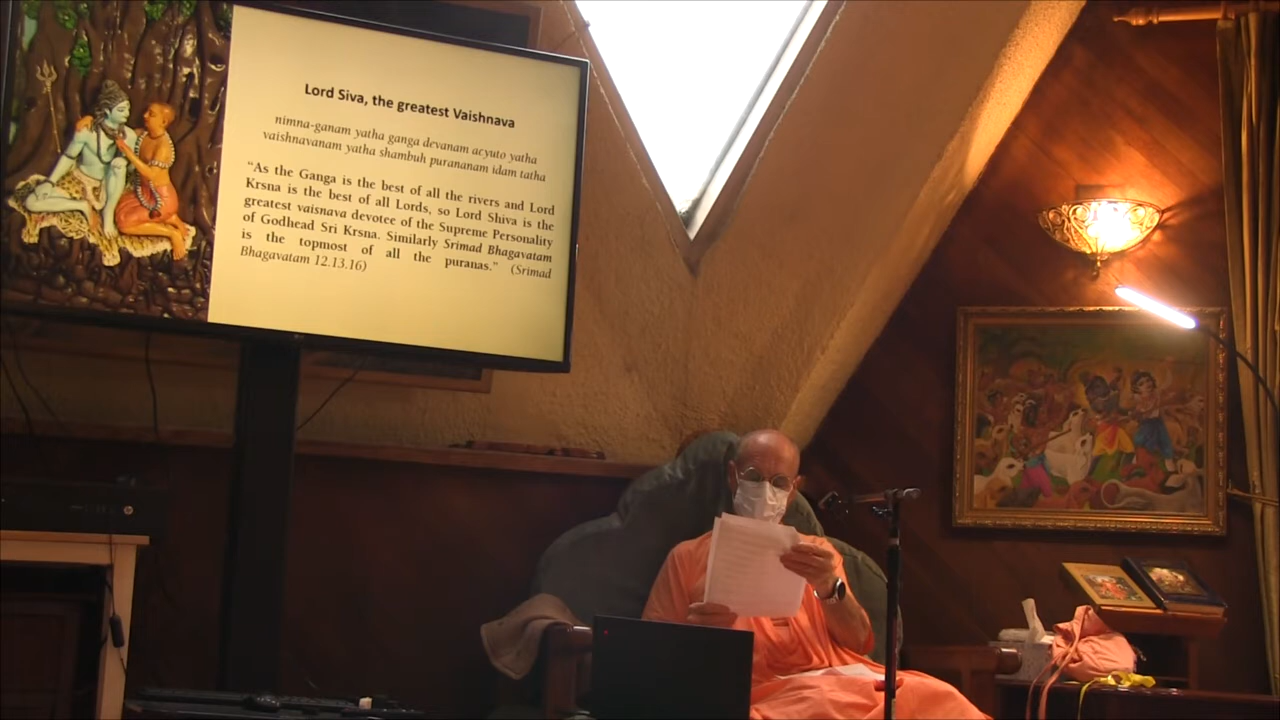 Lord Siva, the greatest Vaishnava
nimna-ganam yatha ganga devanam acyuto yatha
vaishnavanam yatha shambuh purananam idam tatha
“As the Ganga is the best of all the rivers and Lord
Krsna is the best of all Lords, so Lord Shiva is the
greatest vaisnava devotee of the Supreme Personality
of Godhead Sri Krsna. Similarly Srimad Bhagavatam
is the topmost of all the puranas.” (Srimad
Bhagavatam 12.13.16)